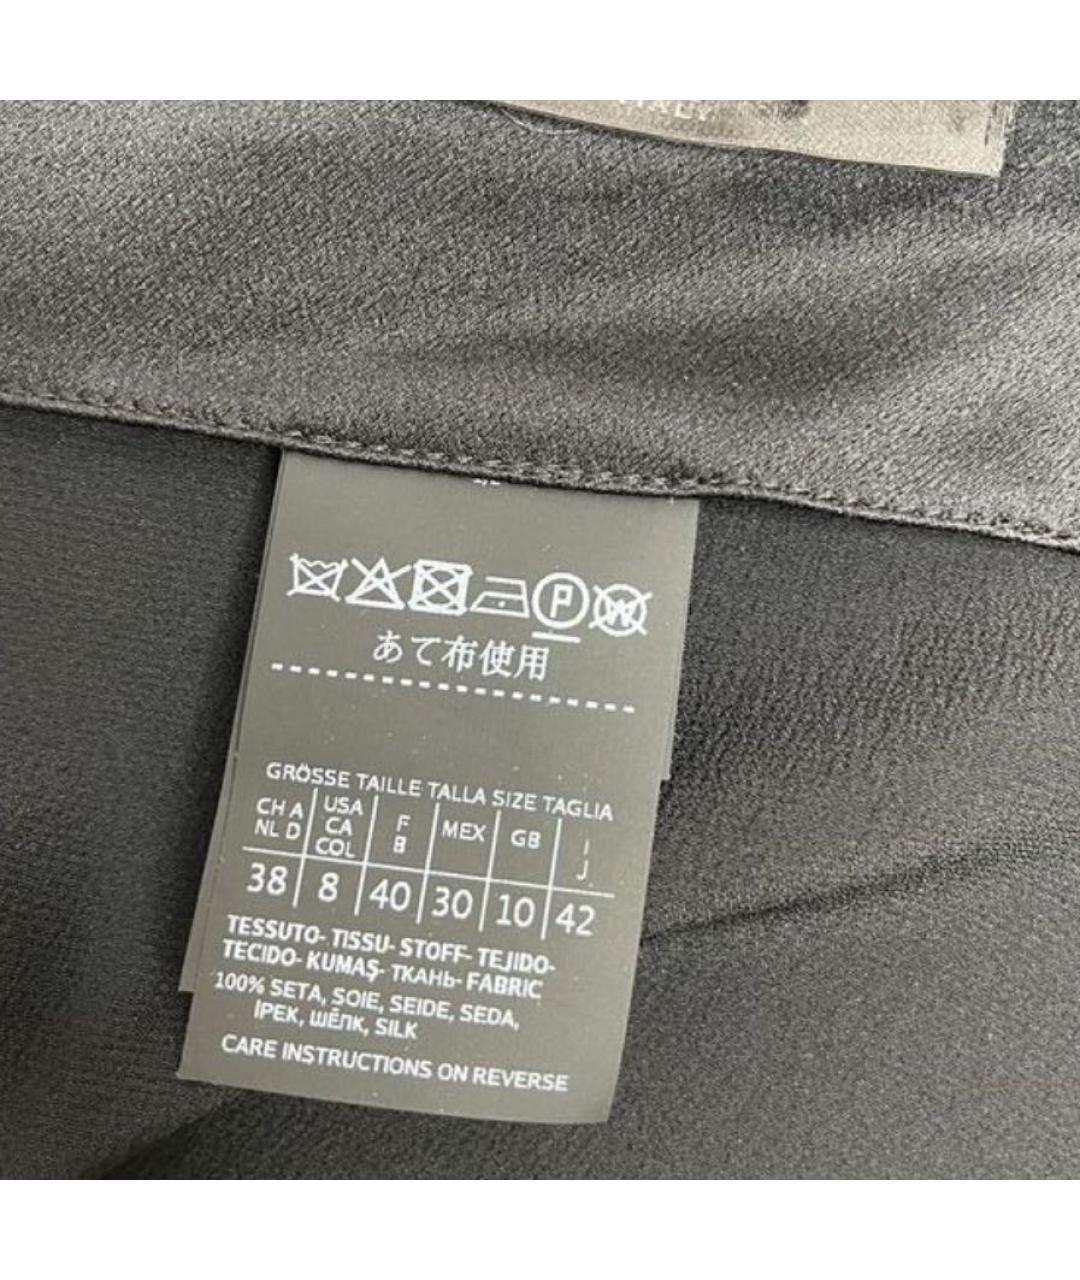 ITALY
あて布使用
GRÖSSE TAILLE TALLA SIZE TAGLIA
CH A NL D | USA CA COL | F B | MEX | GB | I J
38 | 8 | 40 | 30 | 10 | 42
TESSUTO- TISSU- STOFF- TEJIDO-
TECIDO- KUMAŞ- ТКАНЬ- FABRIC
100% SETA, SOIE, SEIDE, SEDA,
İPEK, ШЁЛК, SILK
CARE INSTRUCTIONS ON REVERSE